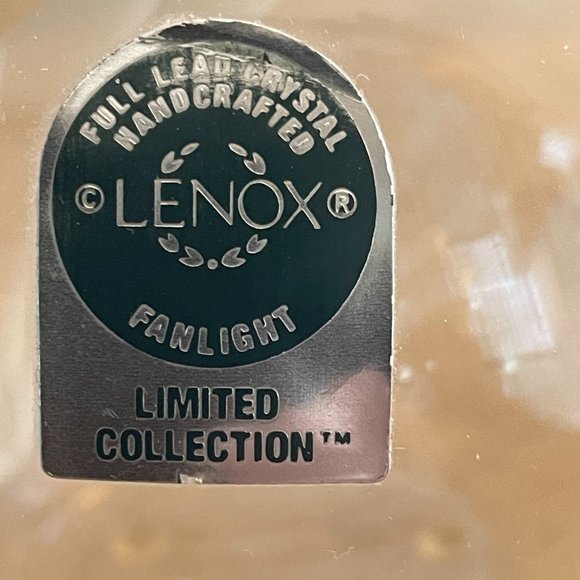 FULL LEAD CRYSTAL
HANDCRAFTED
© LENOX ®
FANLIGHT
LIMITED
COLLECTION™